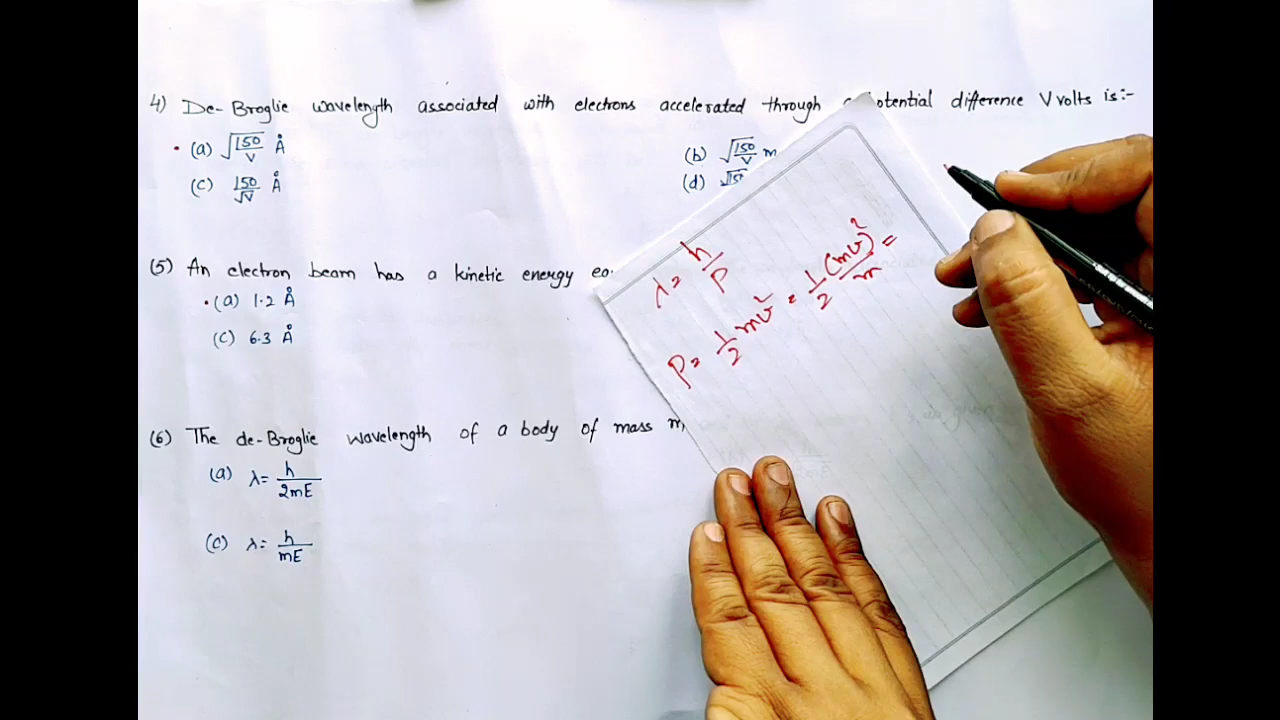 4) De-Broglie wavelength associated with electrons accelerated through potential difference V volts is:-
• (a) √(150/V) Å
(b) √(150/V) m
(c) 150/√V Å
(d) √15
(5) An electron beam has a kinetic energy
• (a) 1.2 Å
(c) 6.3 Å
(6) The de-Broglie wavelength of a body of mass m,
(a) λ = h/2mE
(c) λ = h/mE
λ = h/P
P = 1/2 mv² = 1/2 (mv)²/m =